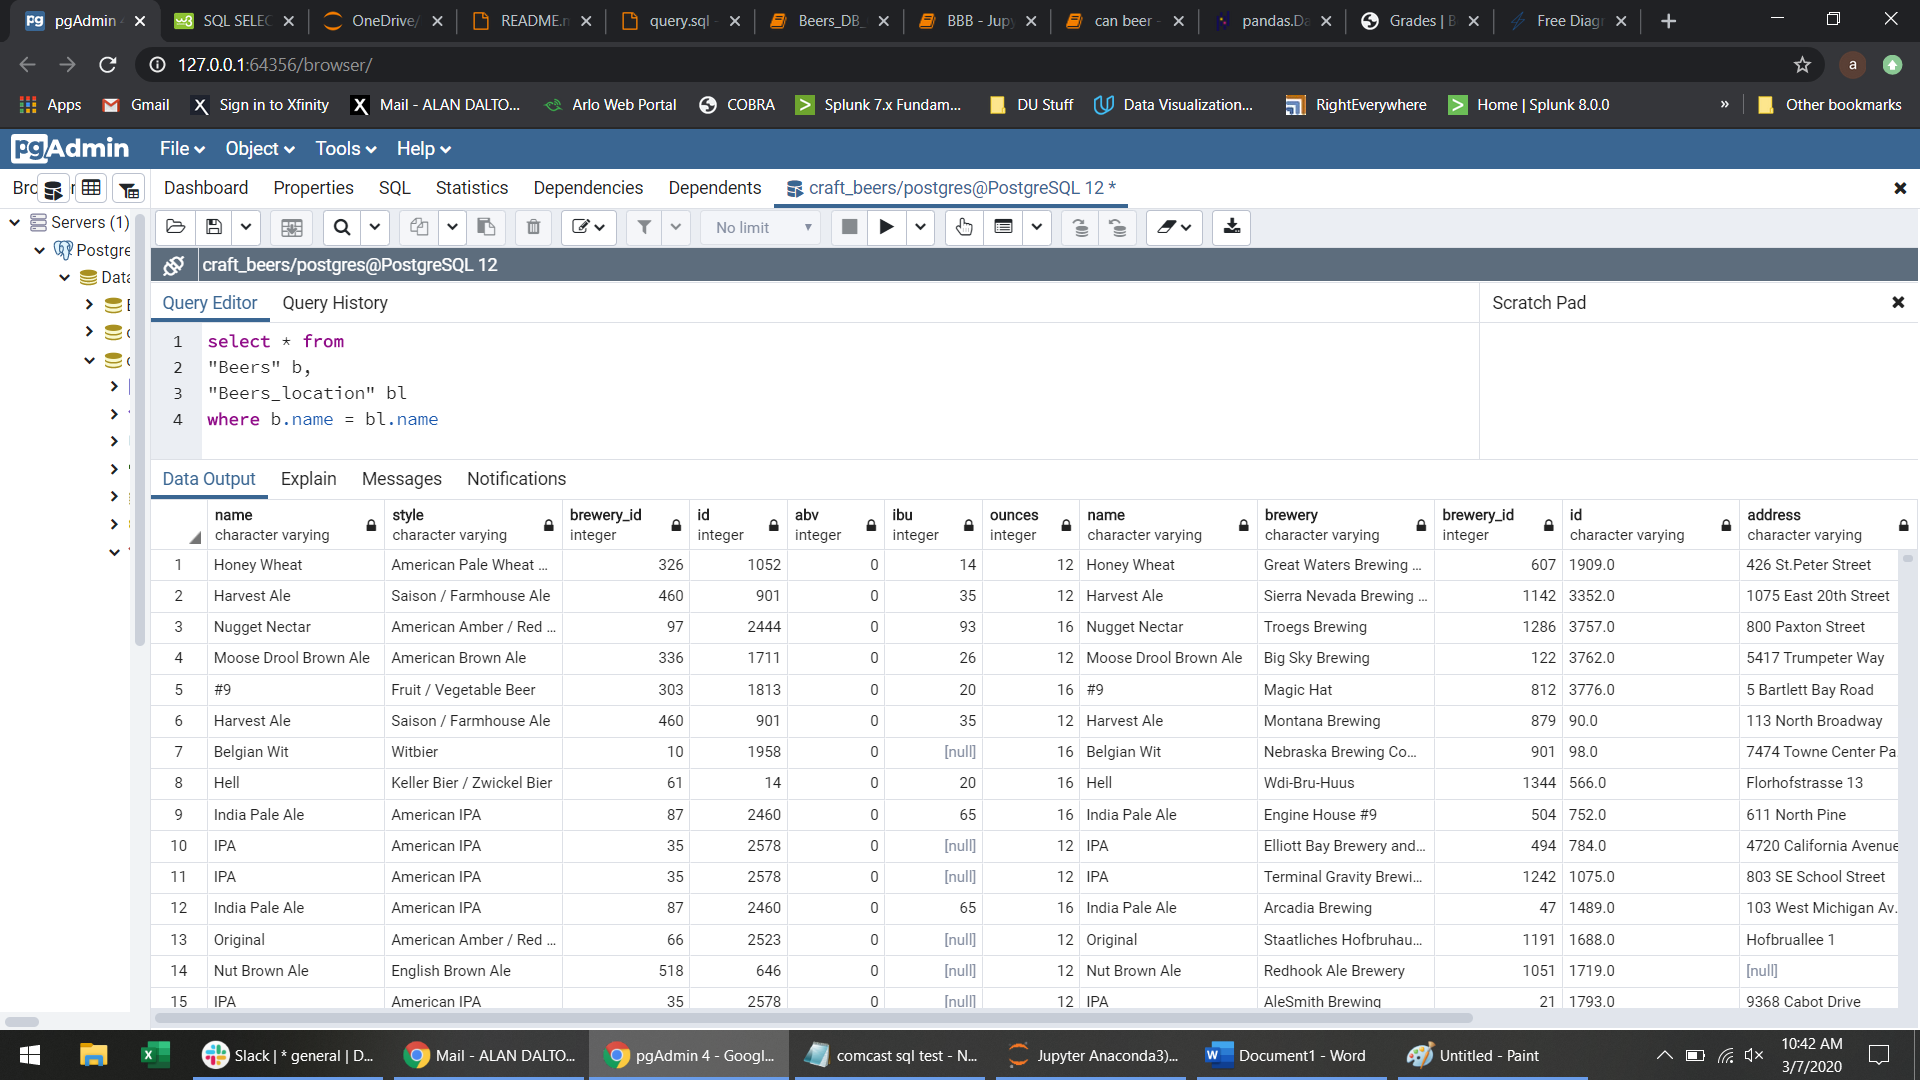 pgAdmin
SQL SELEC
OneDrive/
README.m
query.sql -
Beers_DB_
BBB - Jup
can beer -
pandas.Da
Grades | B
Free Diagr
127.0.0.1:64356/browser/
a
Apps
Gmail
Sign in to Xfinity
Mail - ALAN DALTO...
Arlo Web Portal
COBRA
Splunk 7.x Fundam...
DU Stuff
Data Visualization...
RightEverywhere
Home | Splunk 8.0.0
»
Other bookmarks
pgAdmin
File
Object
Tools
Help
Dashboard
Properties
SQL
Statistics
Dependencies
Dependents
craft_beers/postgres@PostgreSQL 12 *
Servers (1)
Postgre
Data
No limit
craft_beers/postgres@PostgreSQL 12
Query Editor
Query History
Scratch Pad
1 select * from
2 "Beers" b,
3 "Beers_location" bl
4 where b.name = bl.name
Data Output
Explain
Messages
Notifications
name style brewery_id id abv ibu ounces name brewery brewery_id id address
character varying character varying integer integer integer integer integer character varying character varying integer character varying character varying
1 Honey Wheat American Pale Wheat ... 326 1052 0 14 12 Honey Wheat Great Waters Brewing ... 607 1909.0 426 St.Peter Street
2 Harvest Ale Saison / Farmhouse Ale 460 901 0 35 12 Harvest Ale Sierra Nevada Brewing ... 1142 3352.0 1075 East 20th Street
3 Nugget Nectar American Amber / Red ... 97 2444 0 93 16 Nugget Nectar Troegs Brewing 1286 3757.0 800 Paxton Street
4 Moose Drool Brown Ale American Brown Ale 336 1711 0 26 12 Moose Drool Brown Ale Big Sky Brewing 122 3762.0 5417 Trumpeter Way
5 #9 Fruit / Vegetable Beer 303 1813 0 20 16 #9 Magic Hat 812 3776.0 5 Bartlett Bay Road
6 Harvest Ale Saison / Farmhouse Ale 460 901 0 35 12 Harvest Ale Montana Brewing 879 90.0 113 North Broadway
7 Belgian Wit Witbier 10 1958 0 [null] 16 Belgian Wit Nebraska Brewing Co... 901 98.0 7474 Towne Center Pa
8 Hell Keller Bier / Zwickel Bier 61 14 0 20 16 Hell Wdi-Bru-Huus 1344 566.0 Florhofstrasse 13
9 India Pale Ale American IPA 87 2460 0 65 16 India Pale Ale Engine House #9 504 752.0 611 North Pine
10 IPA American IPA 35 2578 0 [null] 12 IPA Elliott Bay Brewery and... 494 784.0 4720 California Avenue
11 IPA American IPA 35 2578 0 [null] 12 IPA Terminal Gravity Brewi... 1242 1075.0 803 SE School Street
12 India Pale Ale American IPA 87 2460 0 65 16 India Pale Ale Arcadia Brewing 47 1489.0 103 West Michigan Av.
13 Original American Amber / Red ... 66 2523 0 [null] 12 Original Staatliches Hofbruhau... 1191 1688.0 Hofbruallee 1
14 Nut Brown Ale English Brown Ale 518 646 0 [null] 12 Nut Brown Ale Redhook Ale Brewery 1051 1719.0 [null]
15 IPA American IPA 35 2578 0 [null] 12 IPA AleSmith Brewing 21 1793.0 9368 Cabot Drive
Slack | * general | D...
Mail - ALAN DALTO...
pgAdmin 4 - Googl...
comcast sql test - N...
Jupyter Anaconda3)...
Document1 - Word
Untitled - Paint
10:42 AM
3/7/2020